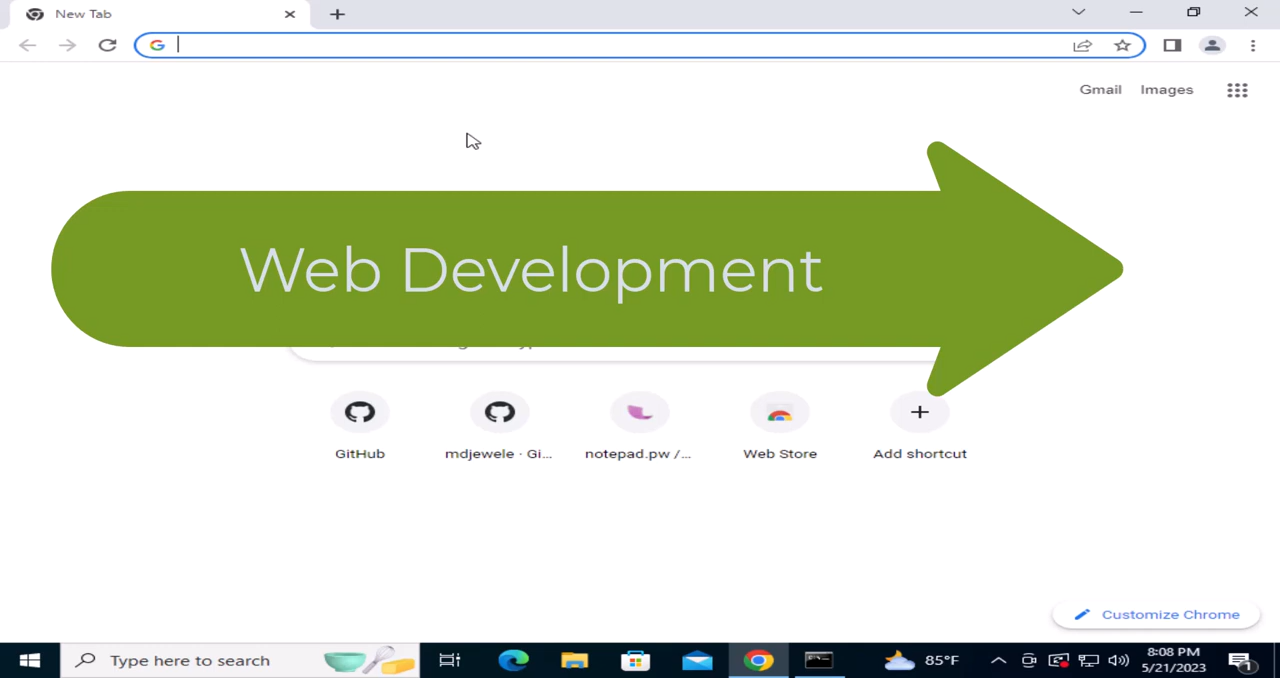 New Tab
Gmail Images
Web Development
GitHub
mdjewele · Gi...
notepad.pw /...
Web Store
Add shortcut
Customize Chrome
Type here to search
85°F
8:08 PM
5/21/2023
1